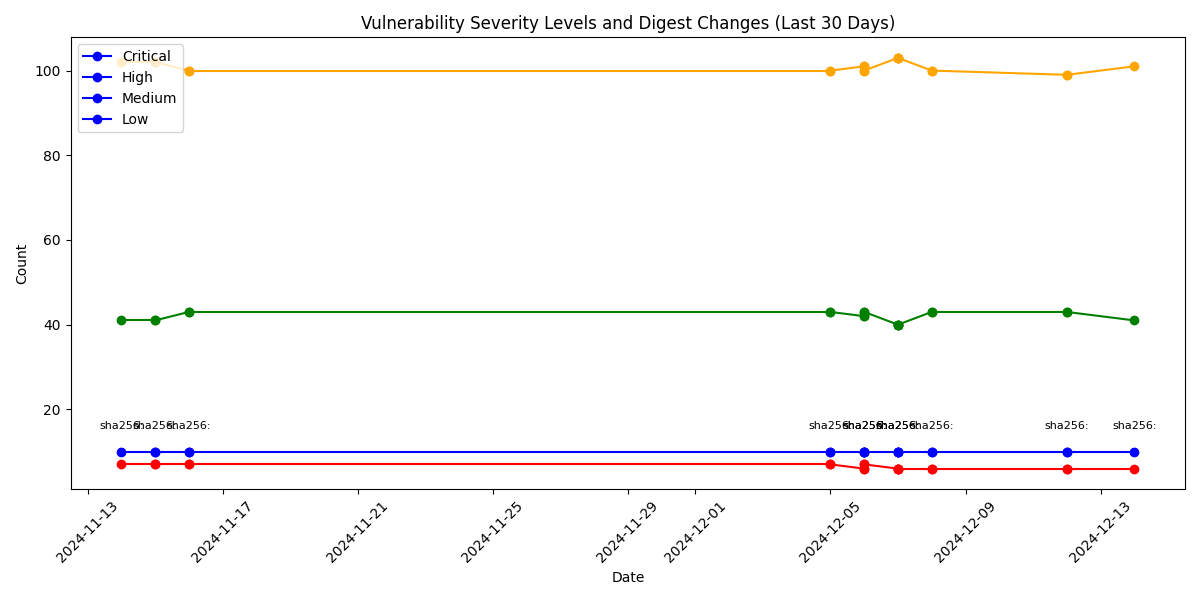 Vulnerability Severity Levels and Digest Changes (Last 30 Days)
Critical
High
Medium
Low
Count
100
80
60
40
20
sha256: sha256: sha256: sha256: sha256: sha256: sha256: sha256: sha256: sha256:
2024-11-13 2024-11-17 2024-11-21 2024-11-25 2024-11-29 2024-12-01 2024-12-05 2024-12-09 2024-12-13
Date